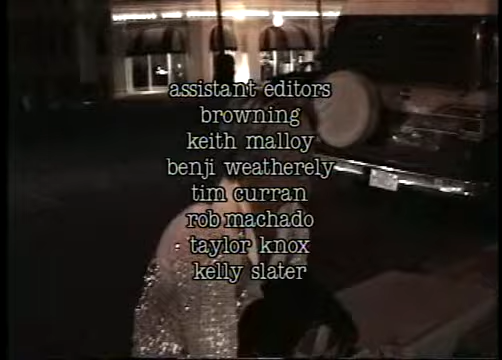 assistant editors
browning
keith malloy
benji weatherely
tim curran
rob machado
taylor knox
kelly slater